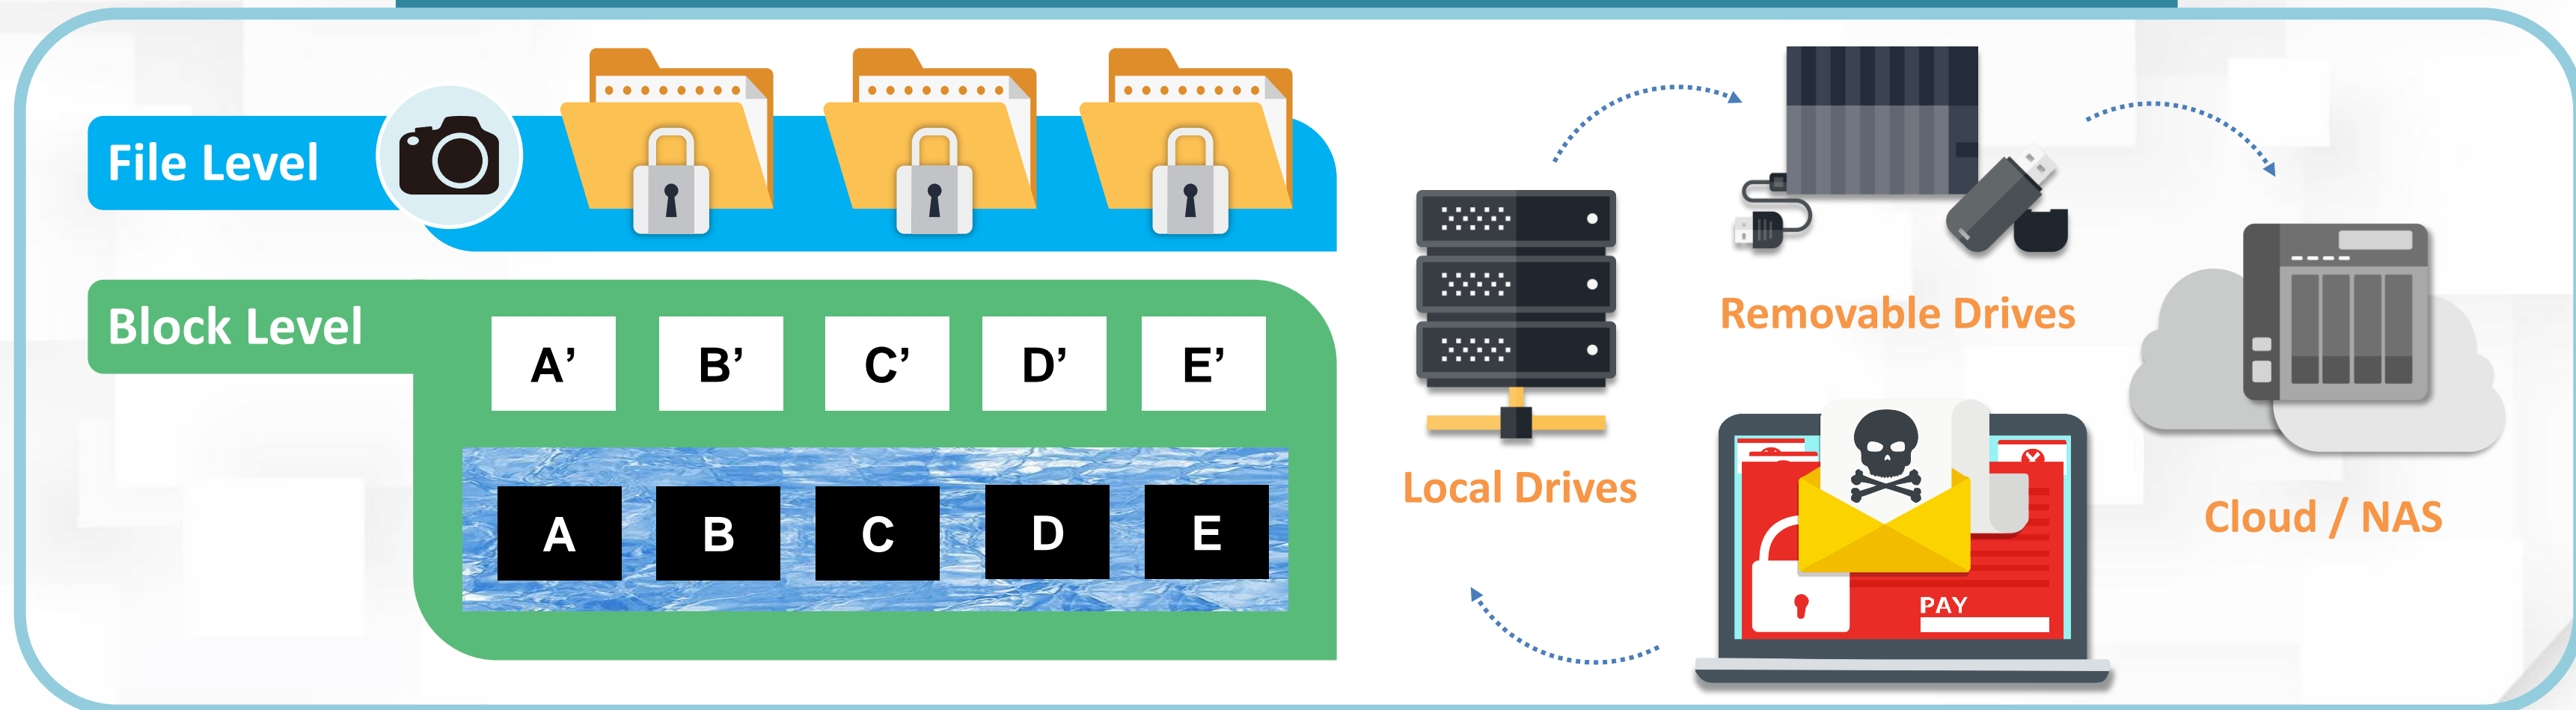 File Level
Block Level
A’ B’ C’ D’ E’
A B C D E
Local Drives
Removable Drives
PAY
Cloud / NAS